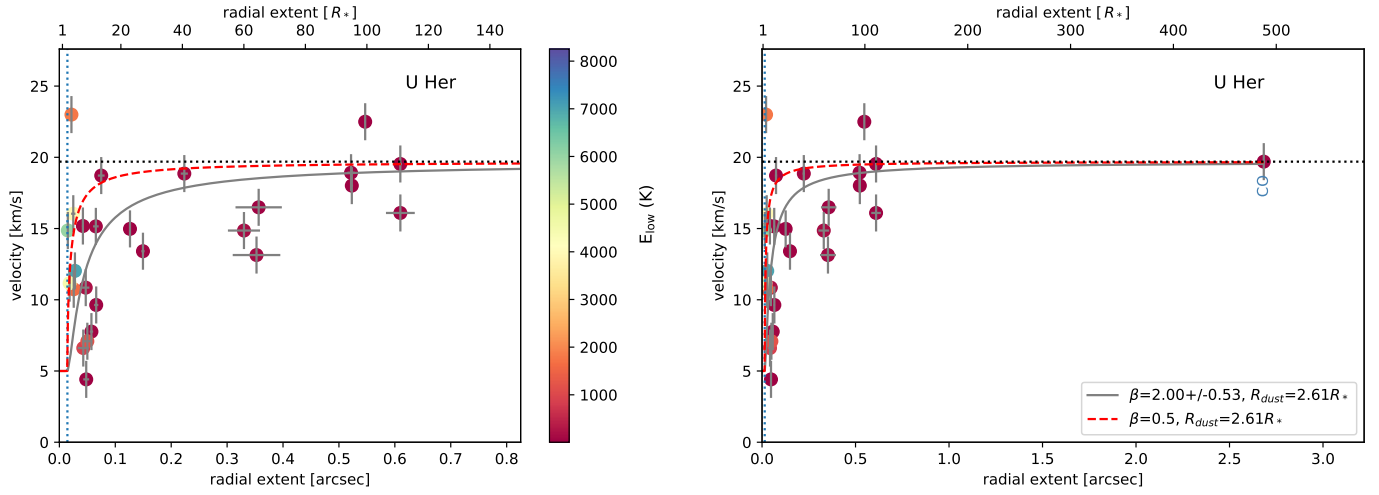 radial extent [R*]
1 20 40 60 80 100 120 140
U Her
velocity [km/s]
25
20
15
10
5
0
0.0 0.1 0.2 0.3 0.4 0.5 0.6 0.7 0.8
radial extent [arcsec]
8000
7000
6000
5000
4000
3000
2000
1000
E_low (K)
radial extent [R*]
1 100 200 300 400 500
U Her
CO
velocity [km/s]
25
20
15
10
5
0
β=2.00+/-0.53, R_dust=2.61R*
β=0.5, R_dust=2.61R*
0.0 0.5 1.0 1.5 2.0 2.5 3.0
radial extent [arcsec]